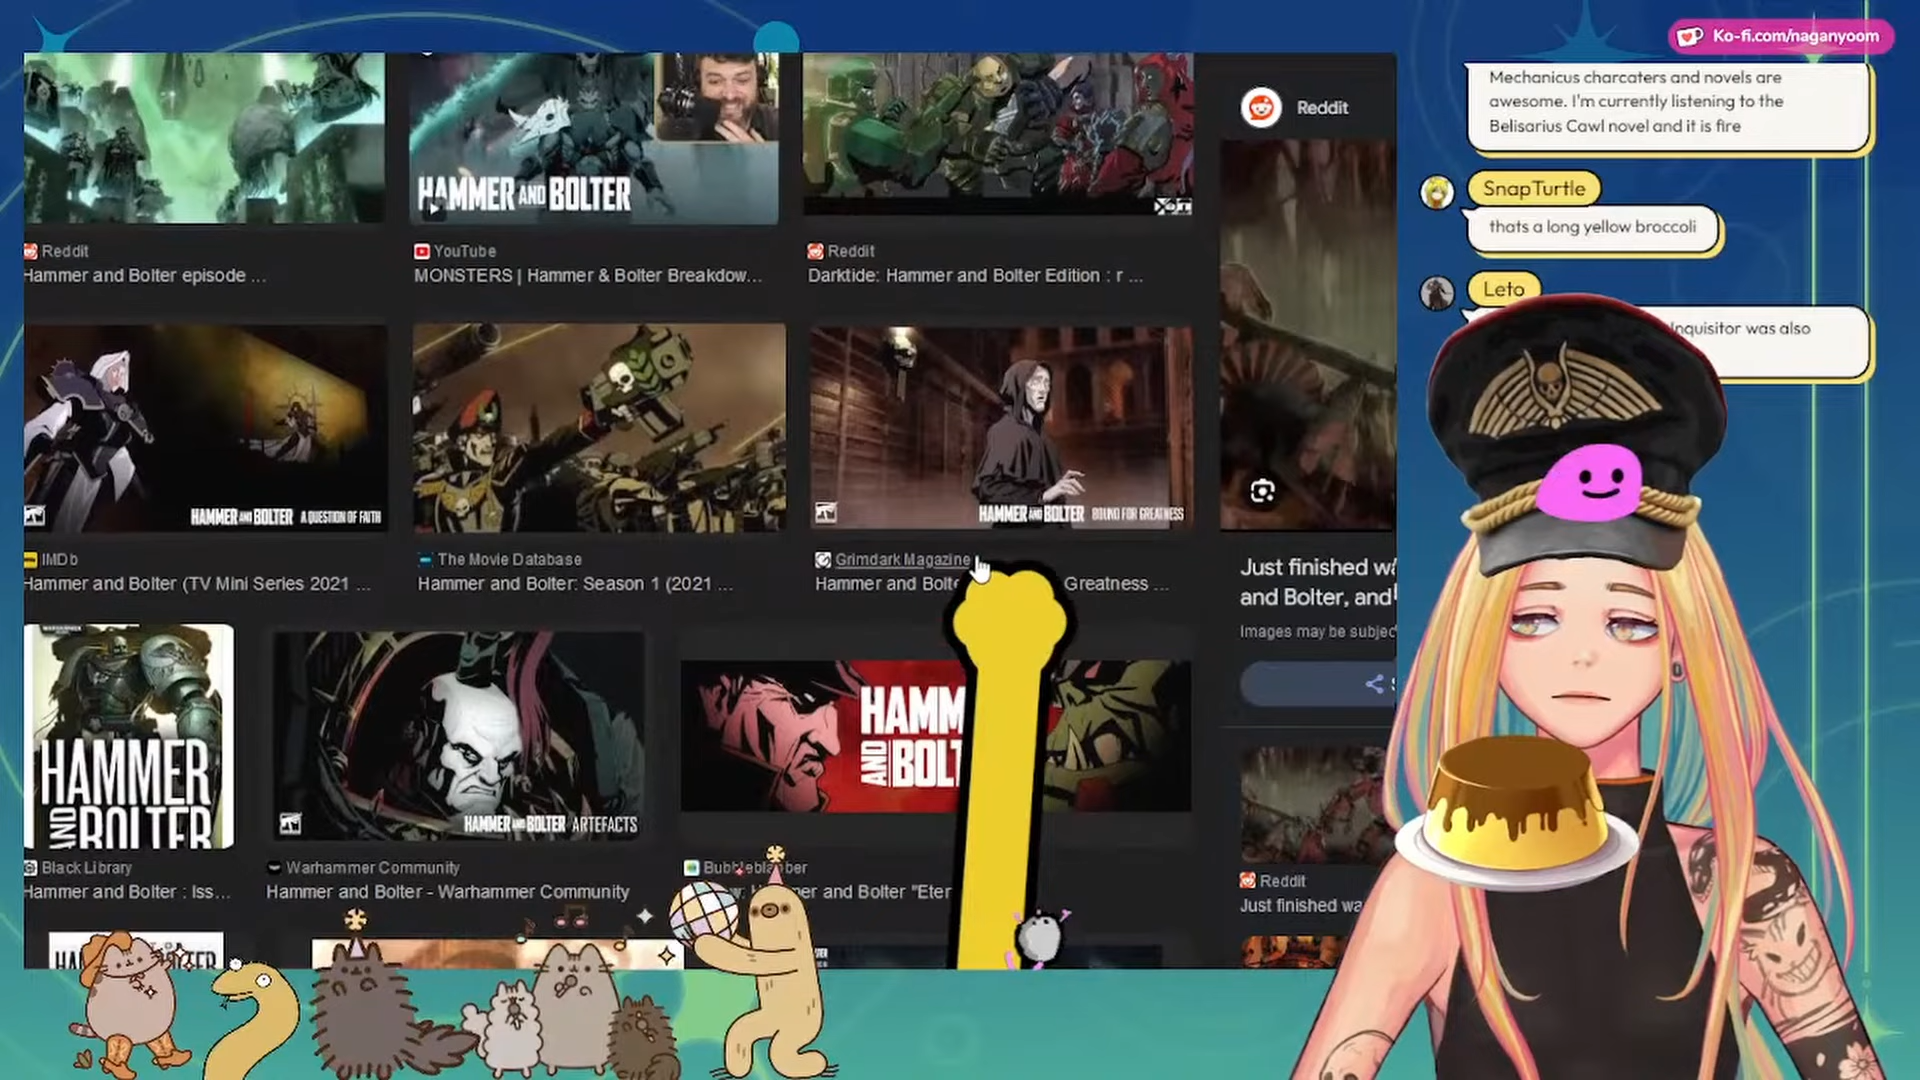 Ko-fi.com/naganyoom
Mechanicus charcaters and novels are
awesome. I'm currently listening to the
Belisarius Cawl novel and it is fire
SnapTurtle
thats a long yellow broccoli
Leto
Inquisitor was also
Reddit
HAMMER AND BOLTER
Reddit
Hammer and Bolter episode ...
YouTube
MONSTERS | Hammer & Bolter Breakdow...
Reddit
Darktide: Hammer and Bolter Edition : r ...
HAMMER AND BOLTER A QUESTION OF FAITH
HAMMER AND BOLTER BOUND FOR GREATNESS
IMDb
Hammer and Bolter (TV Mini Series 2021 ...
The Movie Database
Hammer and Bolter: Season 1 (2021 ...
Grimdark Magazine
Hammer and Bolte Greatness ...
Just finished wa
and Bolter, and
Images may be subjec
HAMMER
AND BOLTER
HAMMER AND BOLTER ARTEFACTS
HAMM
AND BOLT
Black Library
Hammer and Bolter : Iss...
Warhammer Community
Hammer and Bolter - Warhammer Community
er and Bolter "Eter
Reddit
Just finished wa